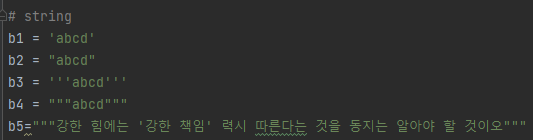 # string
b1 = 'abcd'
b2 = "abcd"
b3 = '''abcd'''
b4 = """abcd"""
b5="""강한 힘에는 '강한 책임' 력시 따른다는 것을 동지는 알아야 할 것이오"""